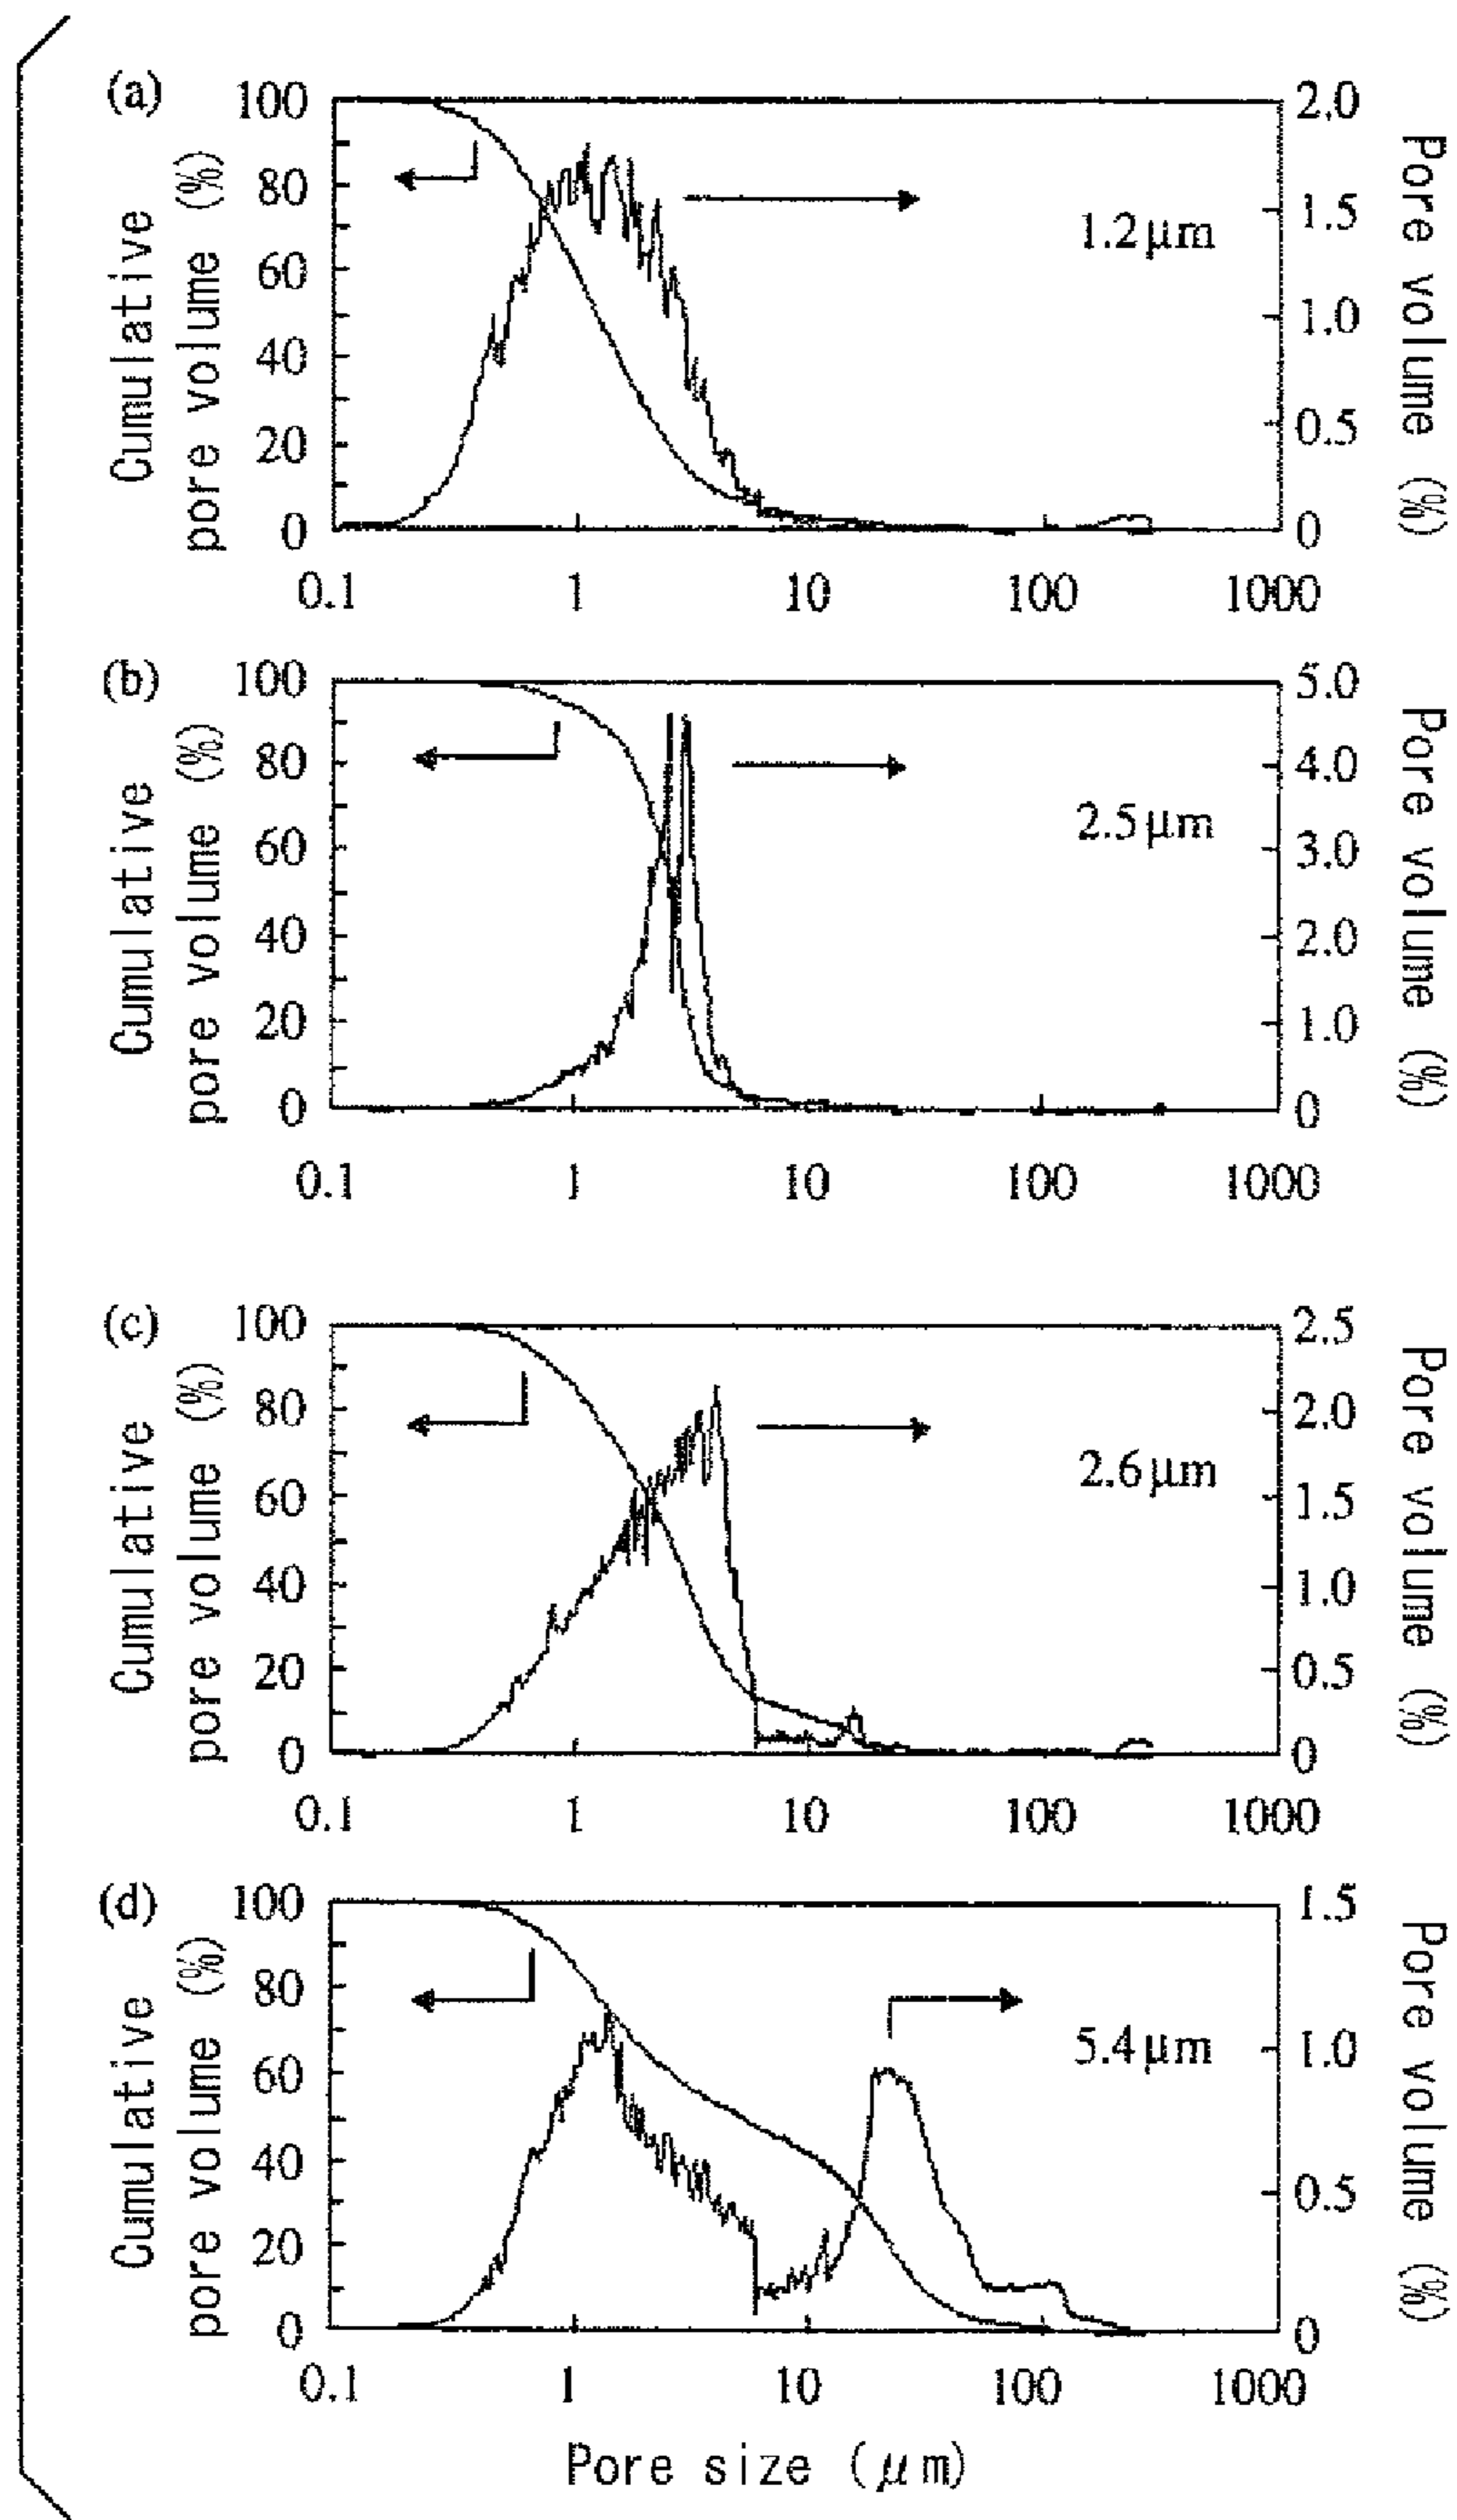 (a)
Cumulative
pore volume (%)
100
80
60
40
20
0
2.0
1.5
1.0
0.5
0
Pore volume (%)
1.2μm
0.1 1 10 100 1000
(b)
Cumulative
pore volume (%)
100
80
60
40
20
0
5.0
4.0
3.0
2.0
1.0
0
Pore volume (%)
2.5μm
0.1 1 10 100 1000
(c)
Cumulative
pore volume (%)
100
80
60
40
20
0
2.5
2.0
1.5
1.0
0.5
0
Pore volume (%)
2.6μm
0.1 1 10 100 1000
(d)
Cumulative
pore volume (%)
100
80
60
40
20
0
1.5
1.0
0.5
0
Pore volume (%)
5.4μm
0.1 1 10 100 1000
Pore size (μm)